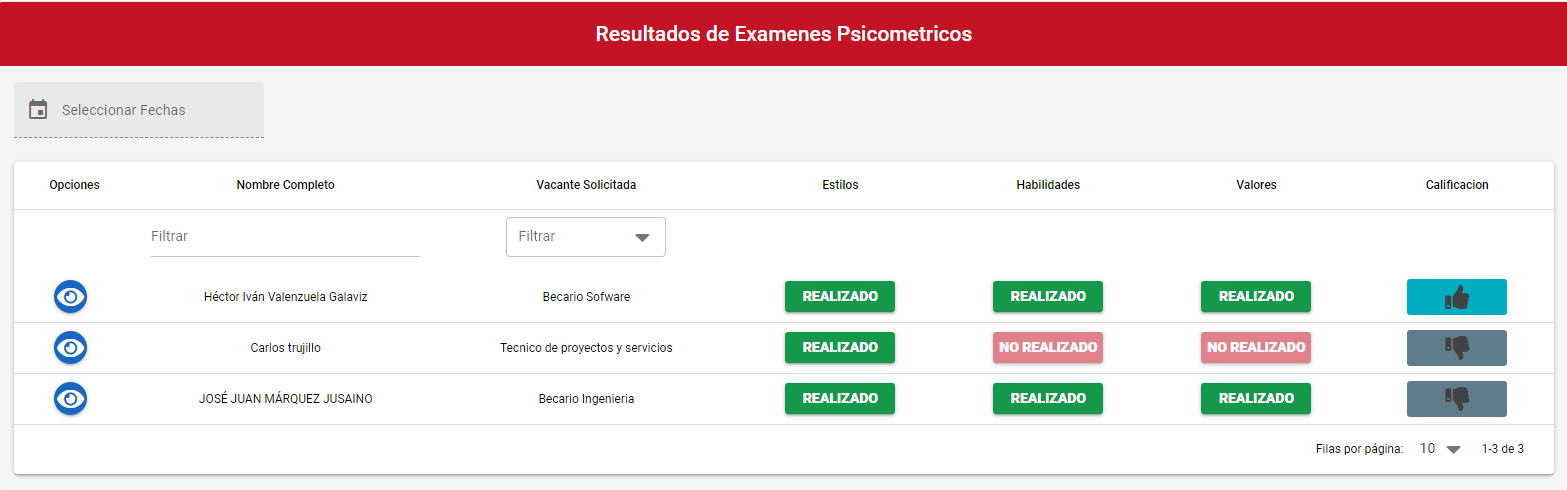 Resultados de Examenes Psicometricos
Seleccionar Fechas
Opciones Nombre Completo Vacante Solicitada Estilos Habilidades Valores Calificacion
Filtrar Filtrar
Héctor Iván Valenzuela Galaviz Becario Sofware REALIZADO REALIZADO REALIZADO
Carlos trujillo Tecnico de proyectos y servicios REALIZADO NO REALIZADO NO REALIZADO
JOSÉ JUAN MÁRQUEZ JUSAINO Becario Ingenieria REALIZADO REALIZADO REALIZADO
Filas por página: 10 1-3 de 3